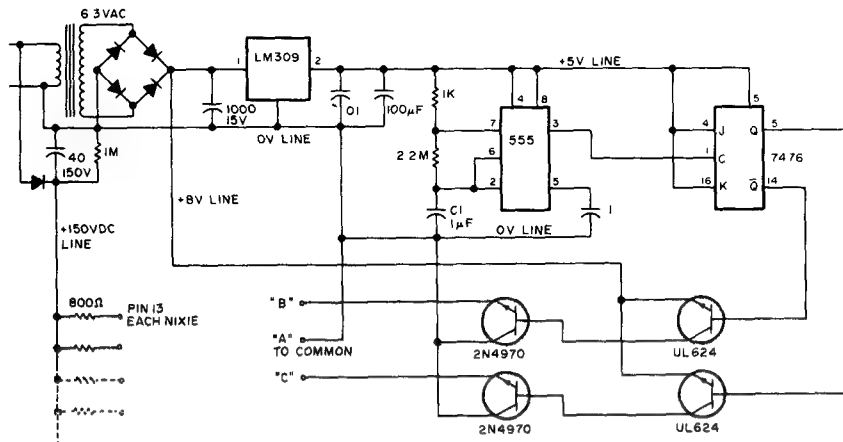 6 3VAC
LM309
1
2
+5V LINE
1000
15V
.01
100µF
1K
4
8
5
7
555
3
4
J
Q
5
40
150V
1M
0V LINE
2 2M
6
1
C
7476
2
5
16
K
Q̅
14
+8V LINE
C1
1µF
1
0V LINE
+150VDC
LINE
800Ω
PIN 13
EACH NIXIE
"B"
"A"
TO COMMON
2N4970
UL624
"C"
2N4970
UL624